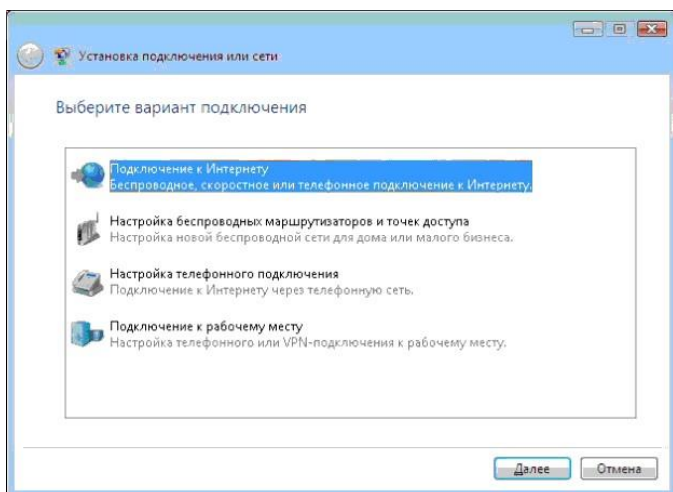 Установка подключения или сети
Выберите вариант подключения
Подключение к Интернету
Беспроводное, скоростное или телефонное подключение к Интернету.
Настройка беспроводных маршрутизаторов и точек доступа
Настройка новой беспроводной сети для дома или малого бизнеса.
Настройка телефонного подключения
Подключение к Интернету через телефонную сеть.
Подключение к рабочему месту
Настройка телефонного или VPN-подключения к рабочему месту.
Далее Отмена